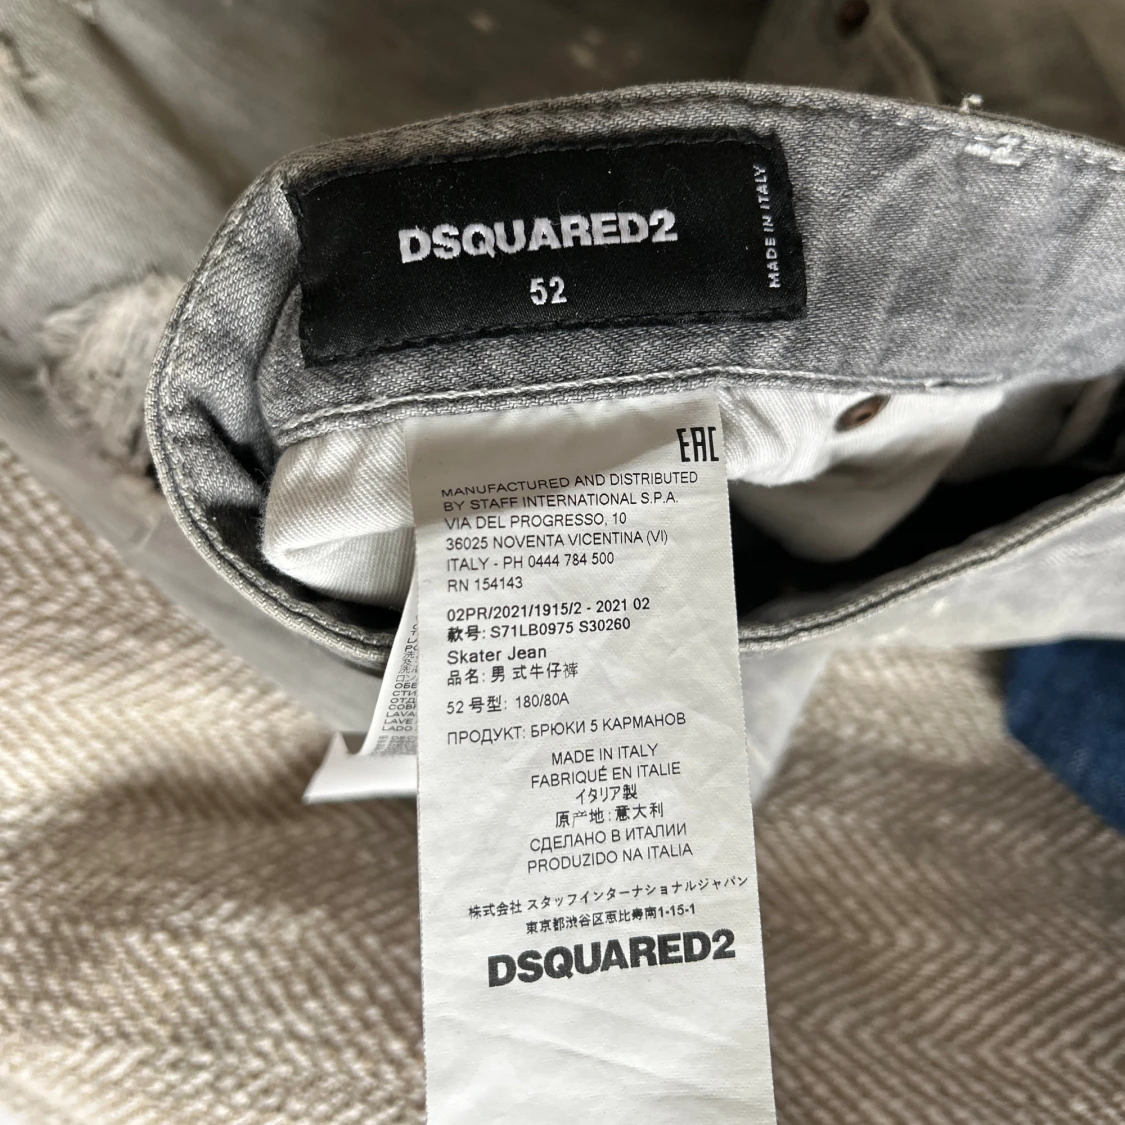 DSQUARED2
52
MADE IN ITALY
EAC
MANUFACTURED AND DISTRIBUTED
BY STAFF INTERNATIONAL S.P.A.
VIA DEL PROGRESSO, 10
36025 NOVENTA VICENTINA (VI)
ITALY - PH 0444 784 500
RN 154143
02PR/2021/1915/2 - 2021 02
款号: S71LB0975 S30260
Skater Jean
品名: 男 式牛仔裤
52 号型: 180/80A
ПРОДУКТ: БРЮКИ 5 КАРМАНОВ
MADE IN ITALY
FABRIQUÉ EN ITALIE
イタリア製
原产地: 意大利
СДЕЛАНО В ИТАЛИИ
PRODUZIDO NA ITALIA
株式会社 スタッフインターナショナルジャパン
東京都渋谷区恵比寿南1-15-1
DSQUARED2